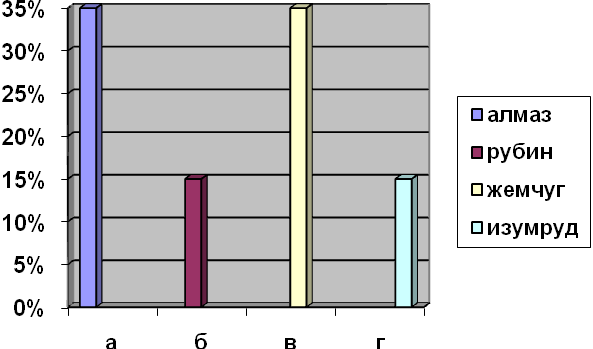 35%
30%
25%
20%
15%
10%
5%
0%
а б в г
алмаз
рубин
жемчуг
изумруд